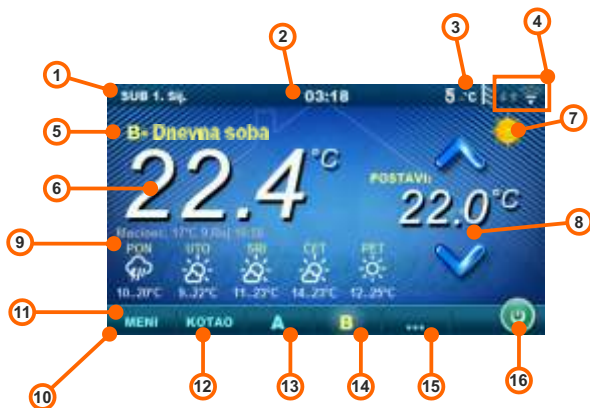 1
2
3
4
SUB 1. Sij.
03:18
5 °C
5
B- Dnevna soba
7
6
22.4°C
POSTAVI:
22.0°C
8
9
PON UTO SRI ČET PET
10..20°C 9..22°C 11..23°C 14..23°C 12..25°C
11
MENI KOTAO A B ...
10
12
13
14
15
16